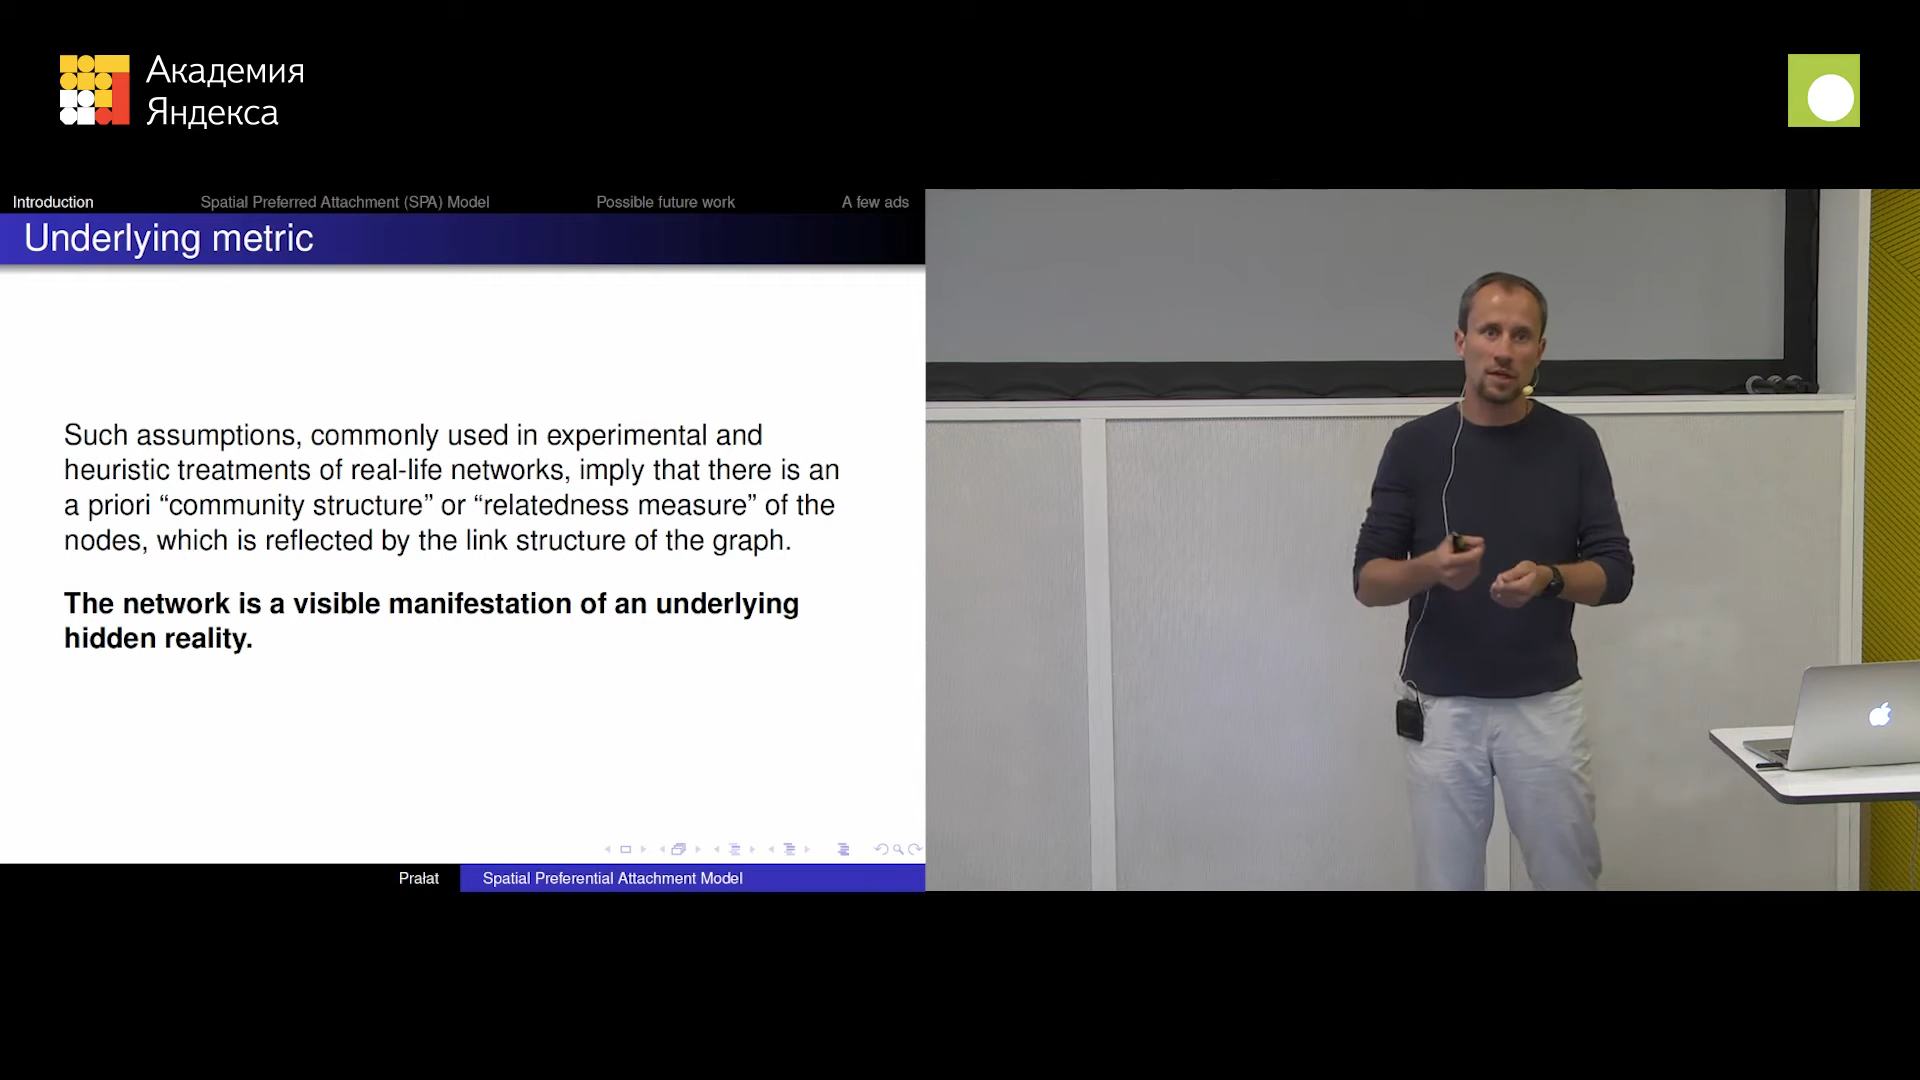 Академия
Яндекса
Introduction
Spatial Preferred Attachment (SPA) Model
Possible future work
A few ads
Underlying metric
Such assumptions, commonly used in experimental and
heuristic treatments of real-life networks, imply that there is an
a priori “community structure” or “relatedness measure” of the
nodes, which is reflected by the link structure of the graph.
The network is a visible manifestation of an underlying
hidden reality.
Prałat
Spatial Preferential Attachment Model